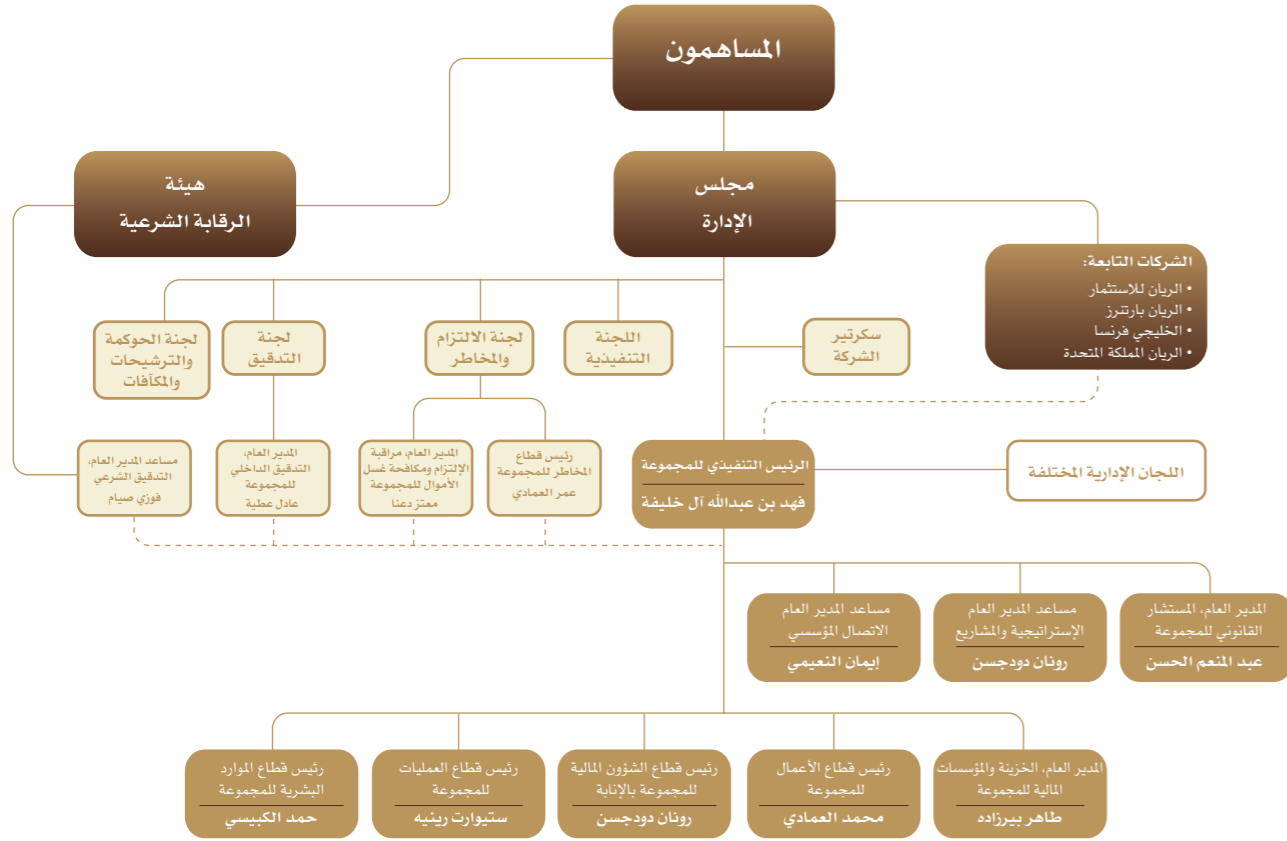 المساهمون
مجلس
الإدارة
هيئة
الرقابة الشرعية
الشركات التابعة:
• الريان للاستثمار
• الريان بارتنرز
• الخليجي فرنسا
• الريان المملكة المتحدة
سكرتير
الشركة
اللجنة
التنفيذية
لجنة الالتزام
والمخاطر
لجنة
التدقيق
لجنة الحوكمة
والترشيحات
والمكآفات
اللجان الإدارية المختلفة
الرئيس التنفيذي للمجموعة
فهد بن عبدالله آل خليفة
رئيس قطاع
المخاطر للمجموعة
عمر العمادي
المدير العام، مراقبة
الإلتزام ومكافحة غسل
الأموال للمجموعة
معتز دعنا
المدير العام،
التدقيق الداخلي
للمجموعة
عادل عطية
مساعد المدير العام،
التدقيق الشرعي
فوزي صيام
المدير العام، المستشار
القانوني للمجموعة
عبد المنعم الحسن
مساعد المدير العام
الإستراتيجية والمشاريع
رونان دودجسن
مساعد المدير العام
الاتصال المؤسسي
إيمان النعيمي
المدير العام، الخزينة والمؤسسات
المالية للمجموعة
طاهر بيرزاده
رئيس قطاع الأعمال
للمجموعة
محمد العمادي
رئيس قطاع الشؤون المالية
للمجموعة بالإنابة
رونان دودجسن
رئيس قطاع العمليات
للمجموعة
ستيوارت رينيه
رئيس قطاع الموارد
البشرية للمجموعة
حمد الكبيسي